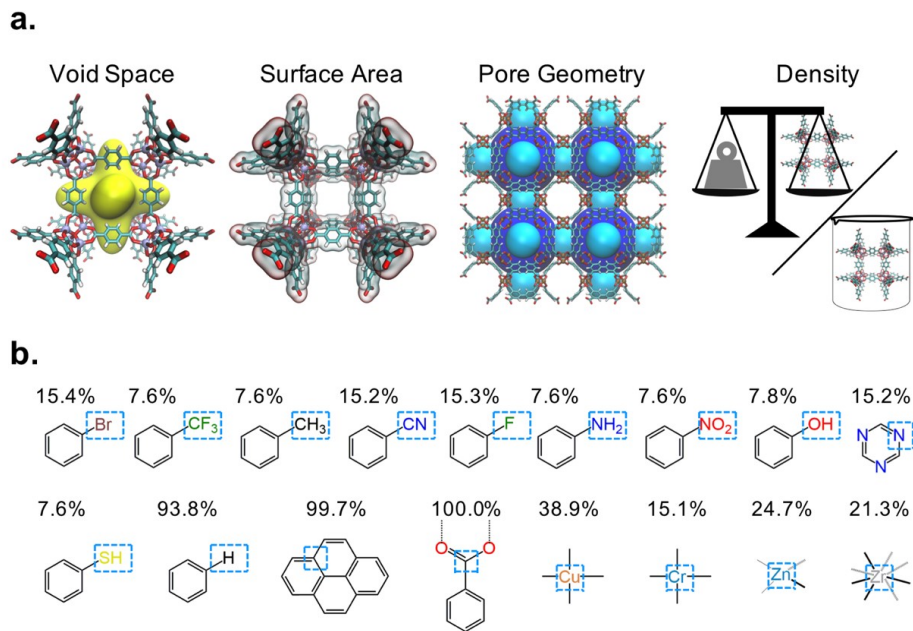 a.
Void Space Surface Area Pore Geometry Density
b.
15.4% 7.6% 7.6% 15.2% 15.3% 7.6% 7.6% 7.8% 15.2%
Br CF₃ CH₃ CN F NH₂ NO₂ OH N N N
7.6% 93.8% 99.7% 100.0% 38.9% 15.1% 24.7% 21.3%
SH H O O Cu Cr Zn Zr